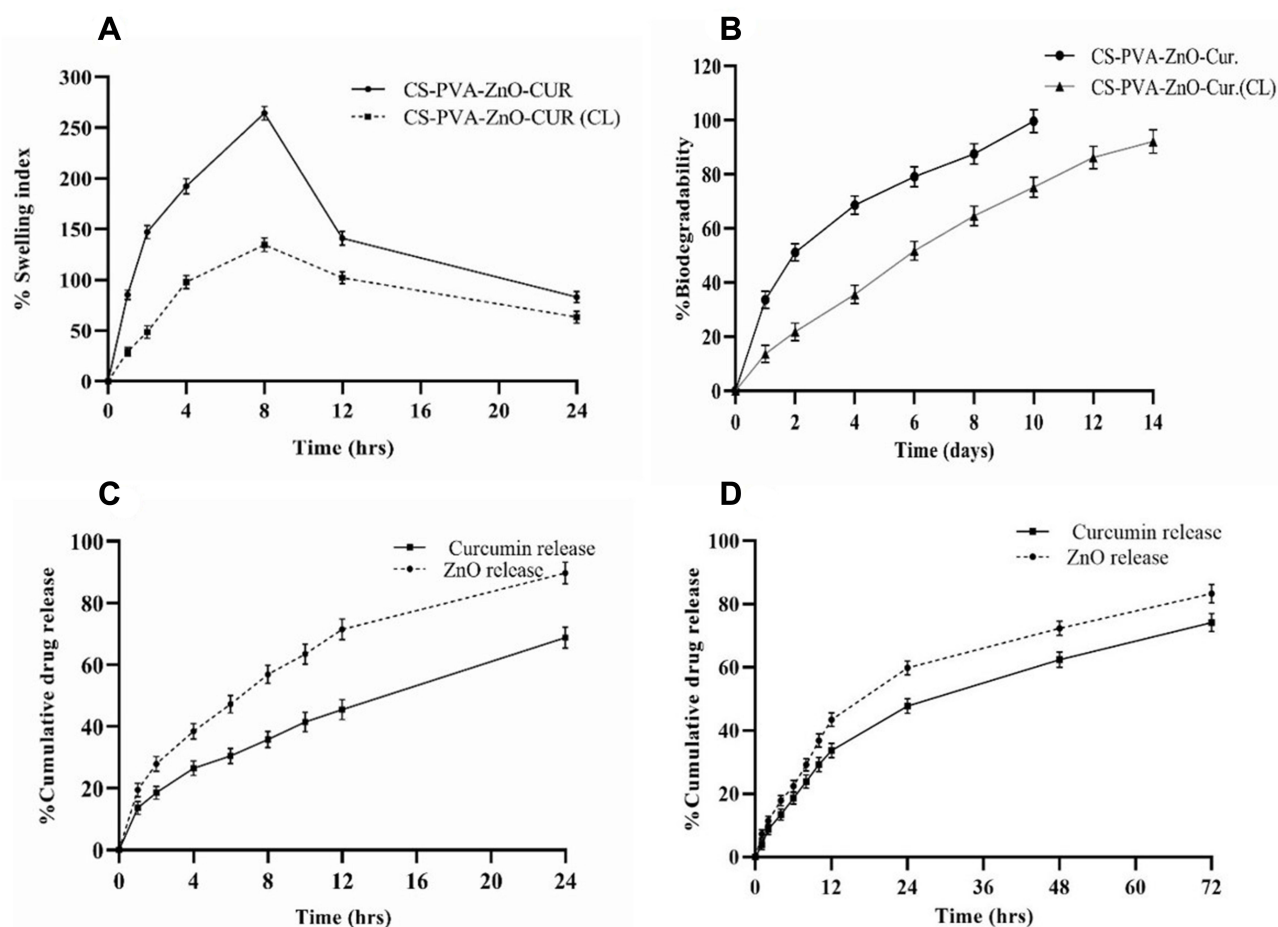 A
% Swelling index
300
250
200
150
100
50
0
0 4 8 12 16 20 24
Time (hrs)
CS-PVA-ZnO-CUR
CS-PVA-ZnO-CUR (CL)
B
%Biodegradability
120
100
80
60
40
20
0
0 2 4 6 8 10 12 14
Time (days)
CS-PVA-ZnO-Cur.
CS-PVA-ZnO-Cur.(CL)
C
%Cumulative drug release
100
80
60
40
20
0
0 4 8 12 16 20 24
Time (hrs)
Curcumin release
ZnO release
D
%Cumulative drug release
100
80
60
40
20
0
0 12 24 36 48 60 72
Time (hrs)
Curcumin release
ZnO release